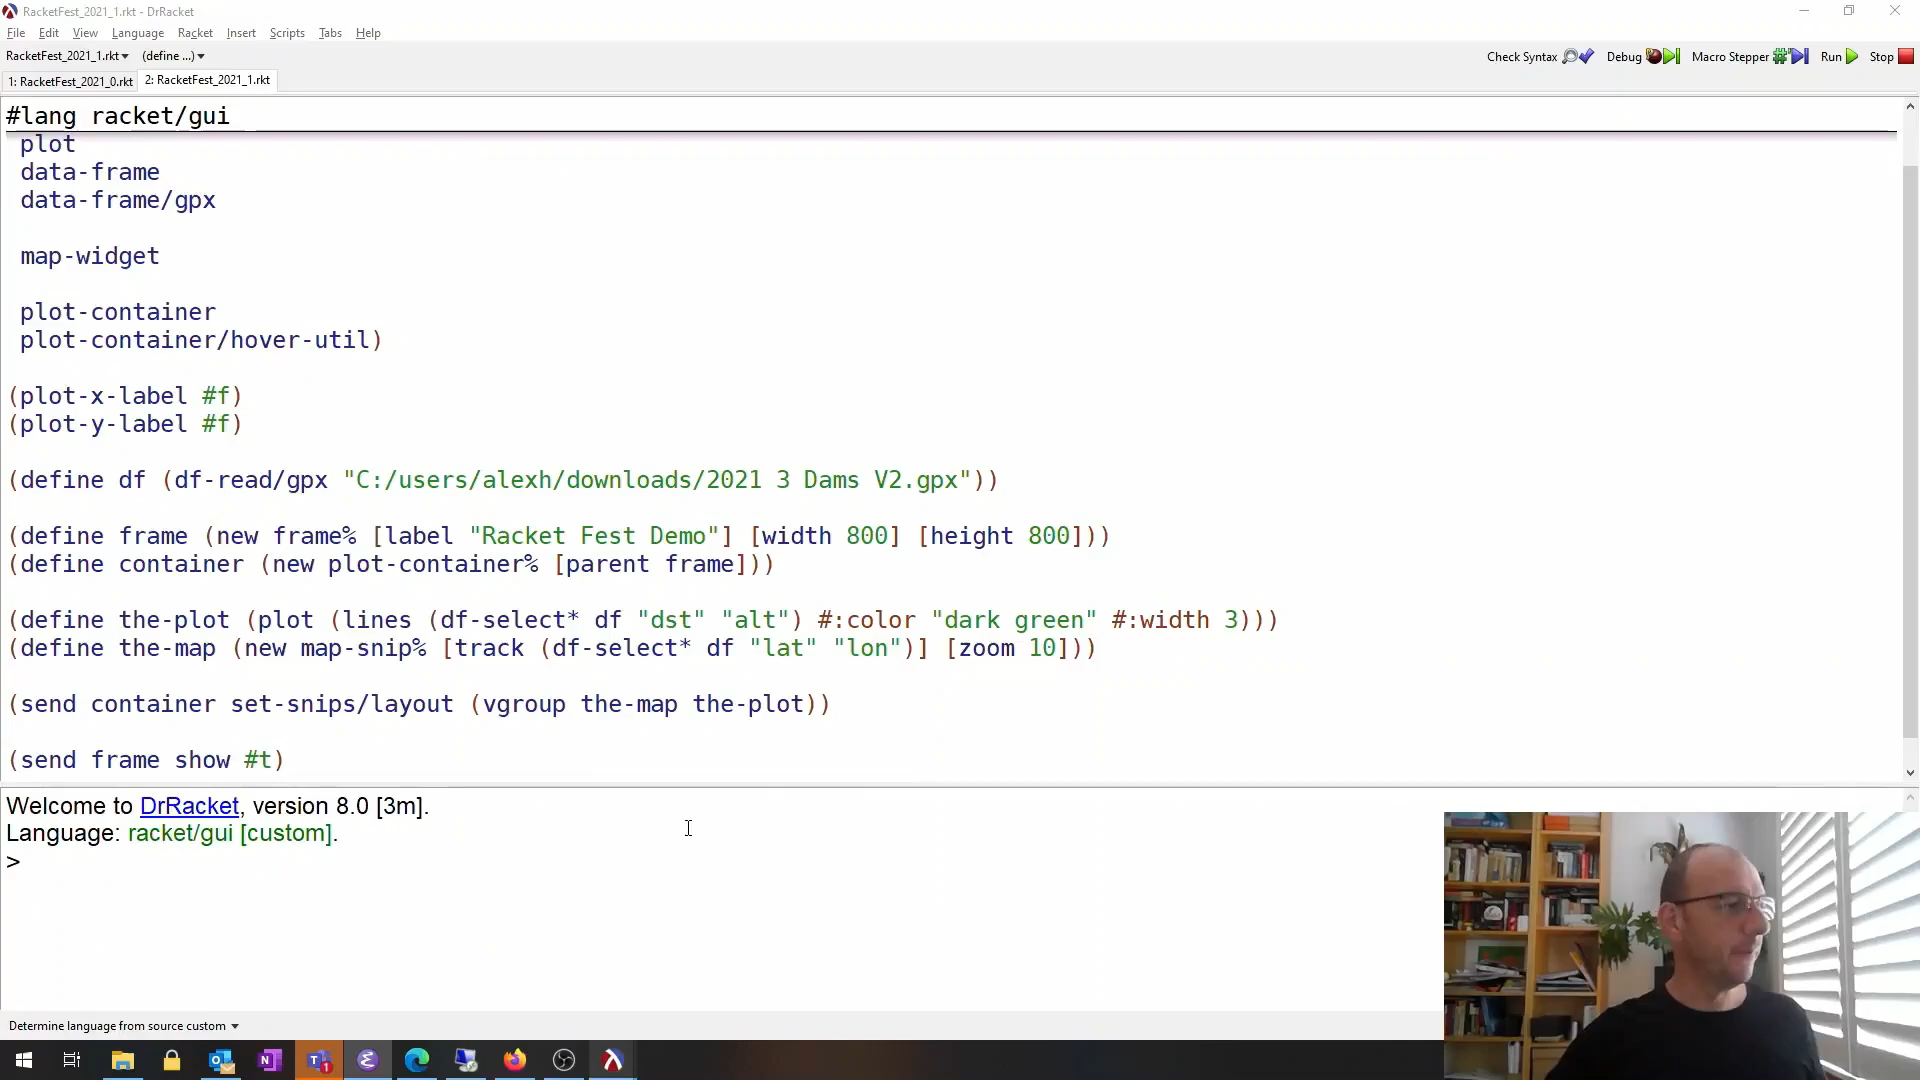 RacketFest_2021_1.rkt - DrRacket
File Edit View Language Racket Insert Scripts Tabs Help
RacketFest_2021_1.rkt (define ...) Check Syntax Debug Macro Stepper Run Stop
1: RacketFest_2021_0.rkt 2: RacketFest_2021_1.rkt
#lang racket/gui
plot
data-frame
data-frame/gpx
map-widget
plot-container
plot-container/hover-util)
(plot-x-label #f)
(plot-y-label #f)
(define df (df-read/gpx "C:/users/alexh/downloads/2021 3 Dams V2.gpx"))
(define frame (new frame% [label "Racket Fest Demo"] [width 800] [height 800]))
(define container (new plot-container% [parent frame]))
(define the-plot (plot (lines (df-select* df "dst" "alt") #:color "dark green" #:width 3)))
(define the-map (new map-snip% [track (df-select* df "lat" "lon")] [zoom 10]))
(send container set-snips/layout (vgroup the-map the-plot))
(send frame show #t)
Welcome to DrRacket, version 8.0 [3m].
Language: racket/gui [custom].
>
Determine language from source custom